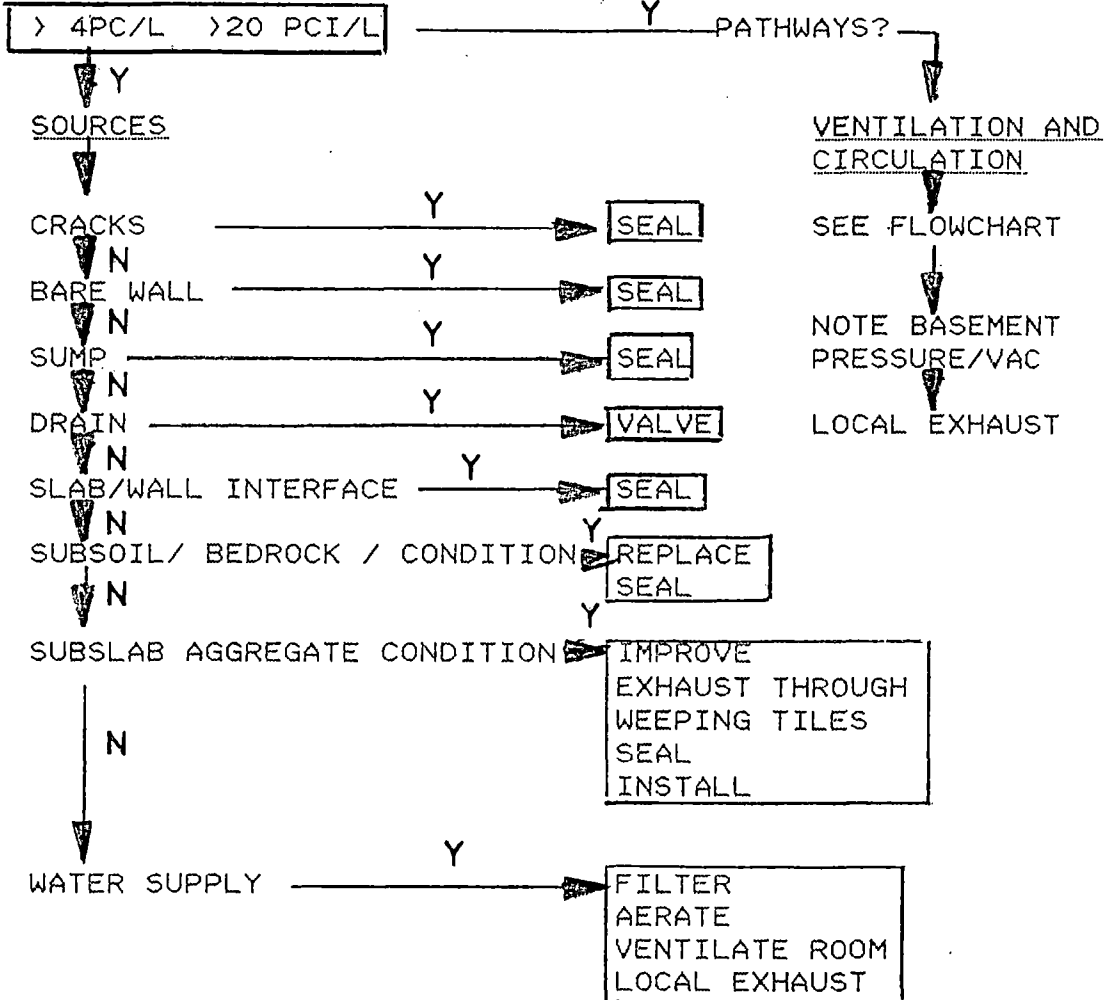 > 4PC/L >20 PCI/L
Y
PATHWAYS?
Y
SOURCES
VENTILATION AND
CIRCULATION
CRACKS
Y
SEAL
SEE FLOWCHART
N
BARE WALL
Y
SEAL
N
NOTE BASEMENT
PRESSURE/VAC
SUMP
Y
SEAL
N
DRAIN
Y
VALVE
LOCAL EXHAUST
N
SLAB/WALL INTERFACE
Y
SEAL
N
SUBSOIL/ BEDROCK / CONDITION
Y
REPLACE
SEAL
N
SUBSLAB AGGREGATE CONDITION
Y
IMPROVE
EXHAUST THROUGH
WEEPING TILES
SEAL
INSTALL
N
WATER SUPPLY
Y
FILTER
AERATE
VENTILATE ROOM
LOCAL EXHAUST